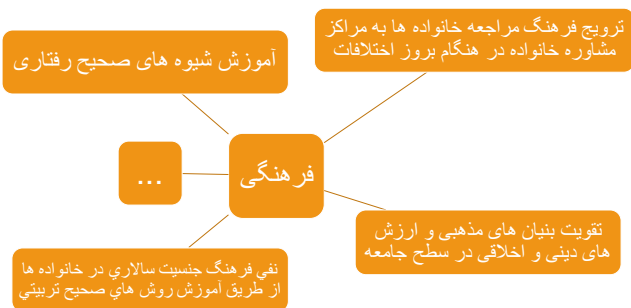 ترویج فرهنگ مراجعه خانواده ها به مراکز
مشاوره خانواده در هنگام بروز اختلافات
آموزش شیوه های صحیح رفتاری
فرهنگی
...
تقویت بنیان های مذهبی و ارزش
های دینی و اخلاقی در سطح جامعه
نفي فرهنگ جنسيت سالاري در خانواده ها
از طريق آموزش روش هاي صحيح تربيتي